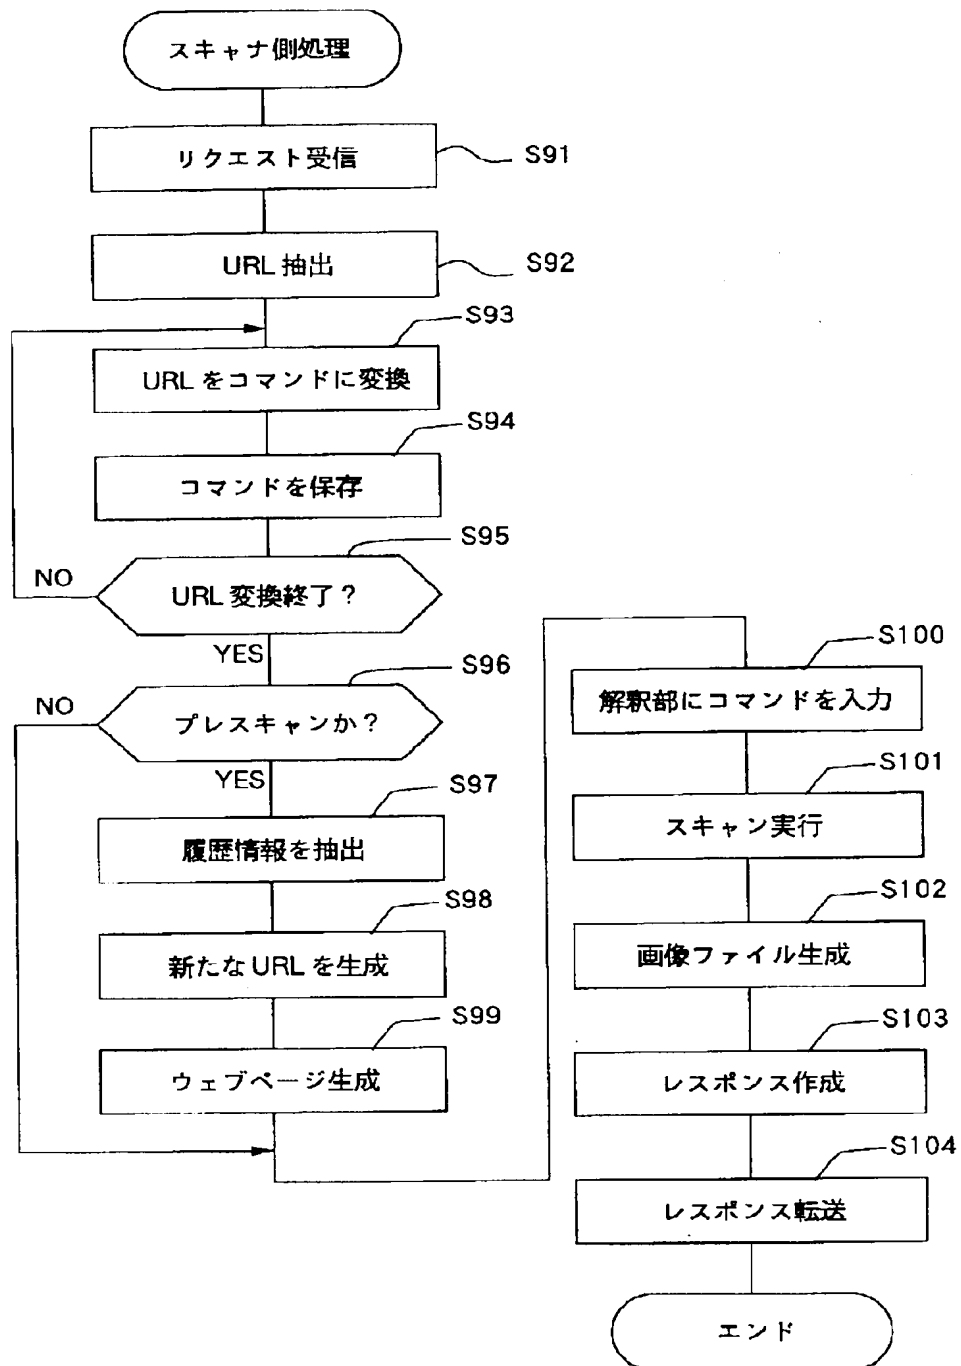 スキャナ側処理
リクエスト受信
S91
URL 抽出
S92
S93
URLをコマンドに変換
S94
コマンドを保存
S95
NO
URL 変換終了？
YES
S96
NO
プレスキャンか？
YES
S97
履歴情報を抽出
S98
新たなURLを生成
S99
ウェブページ生成
S100
解釈部にコマンドを入力
S101
スキャン実行
S102
画像ファイル生成
S103
レスポンス作成
S104
レスポンス転送
エンド